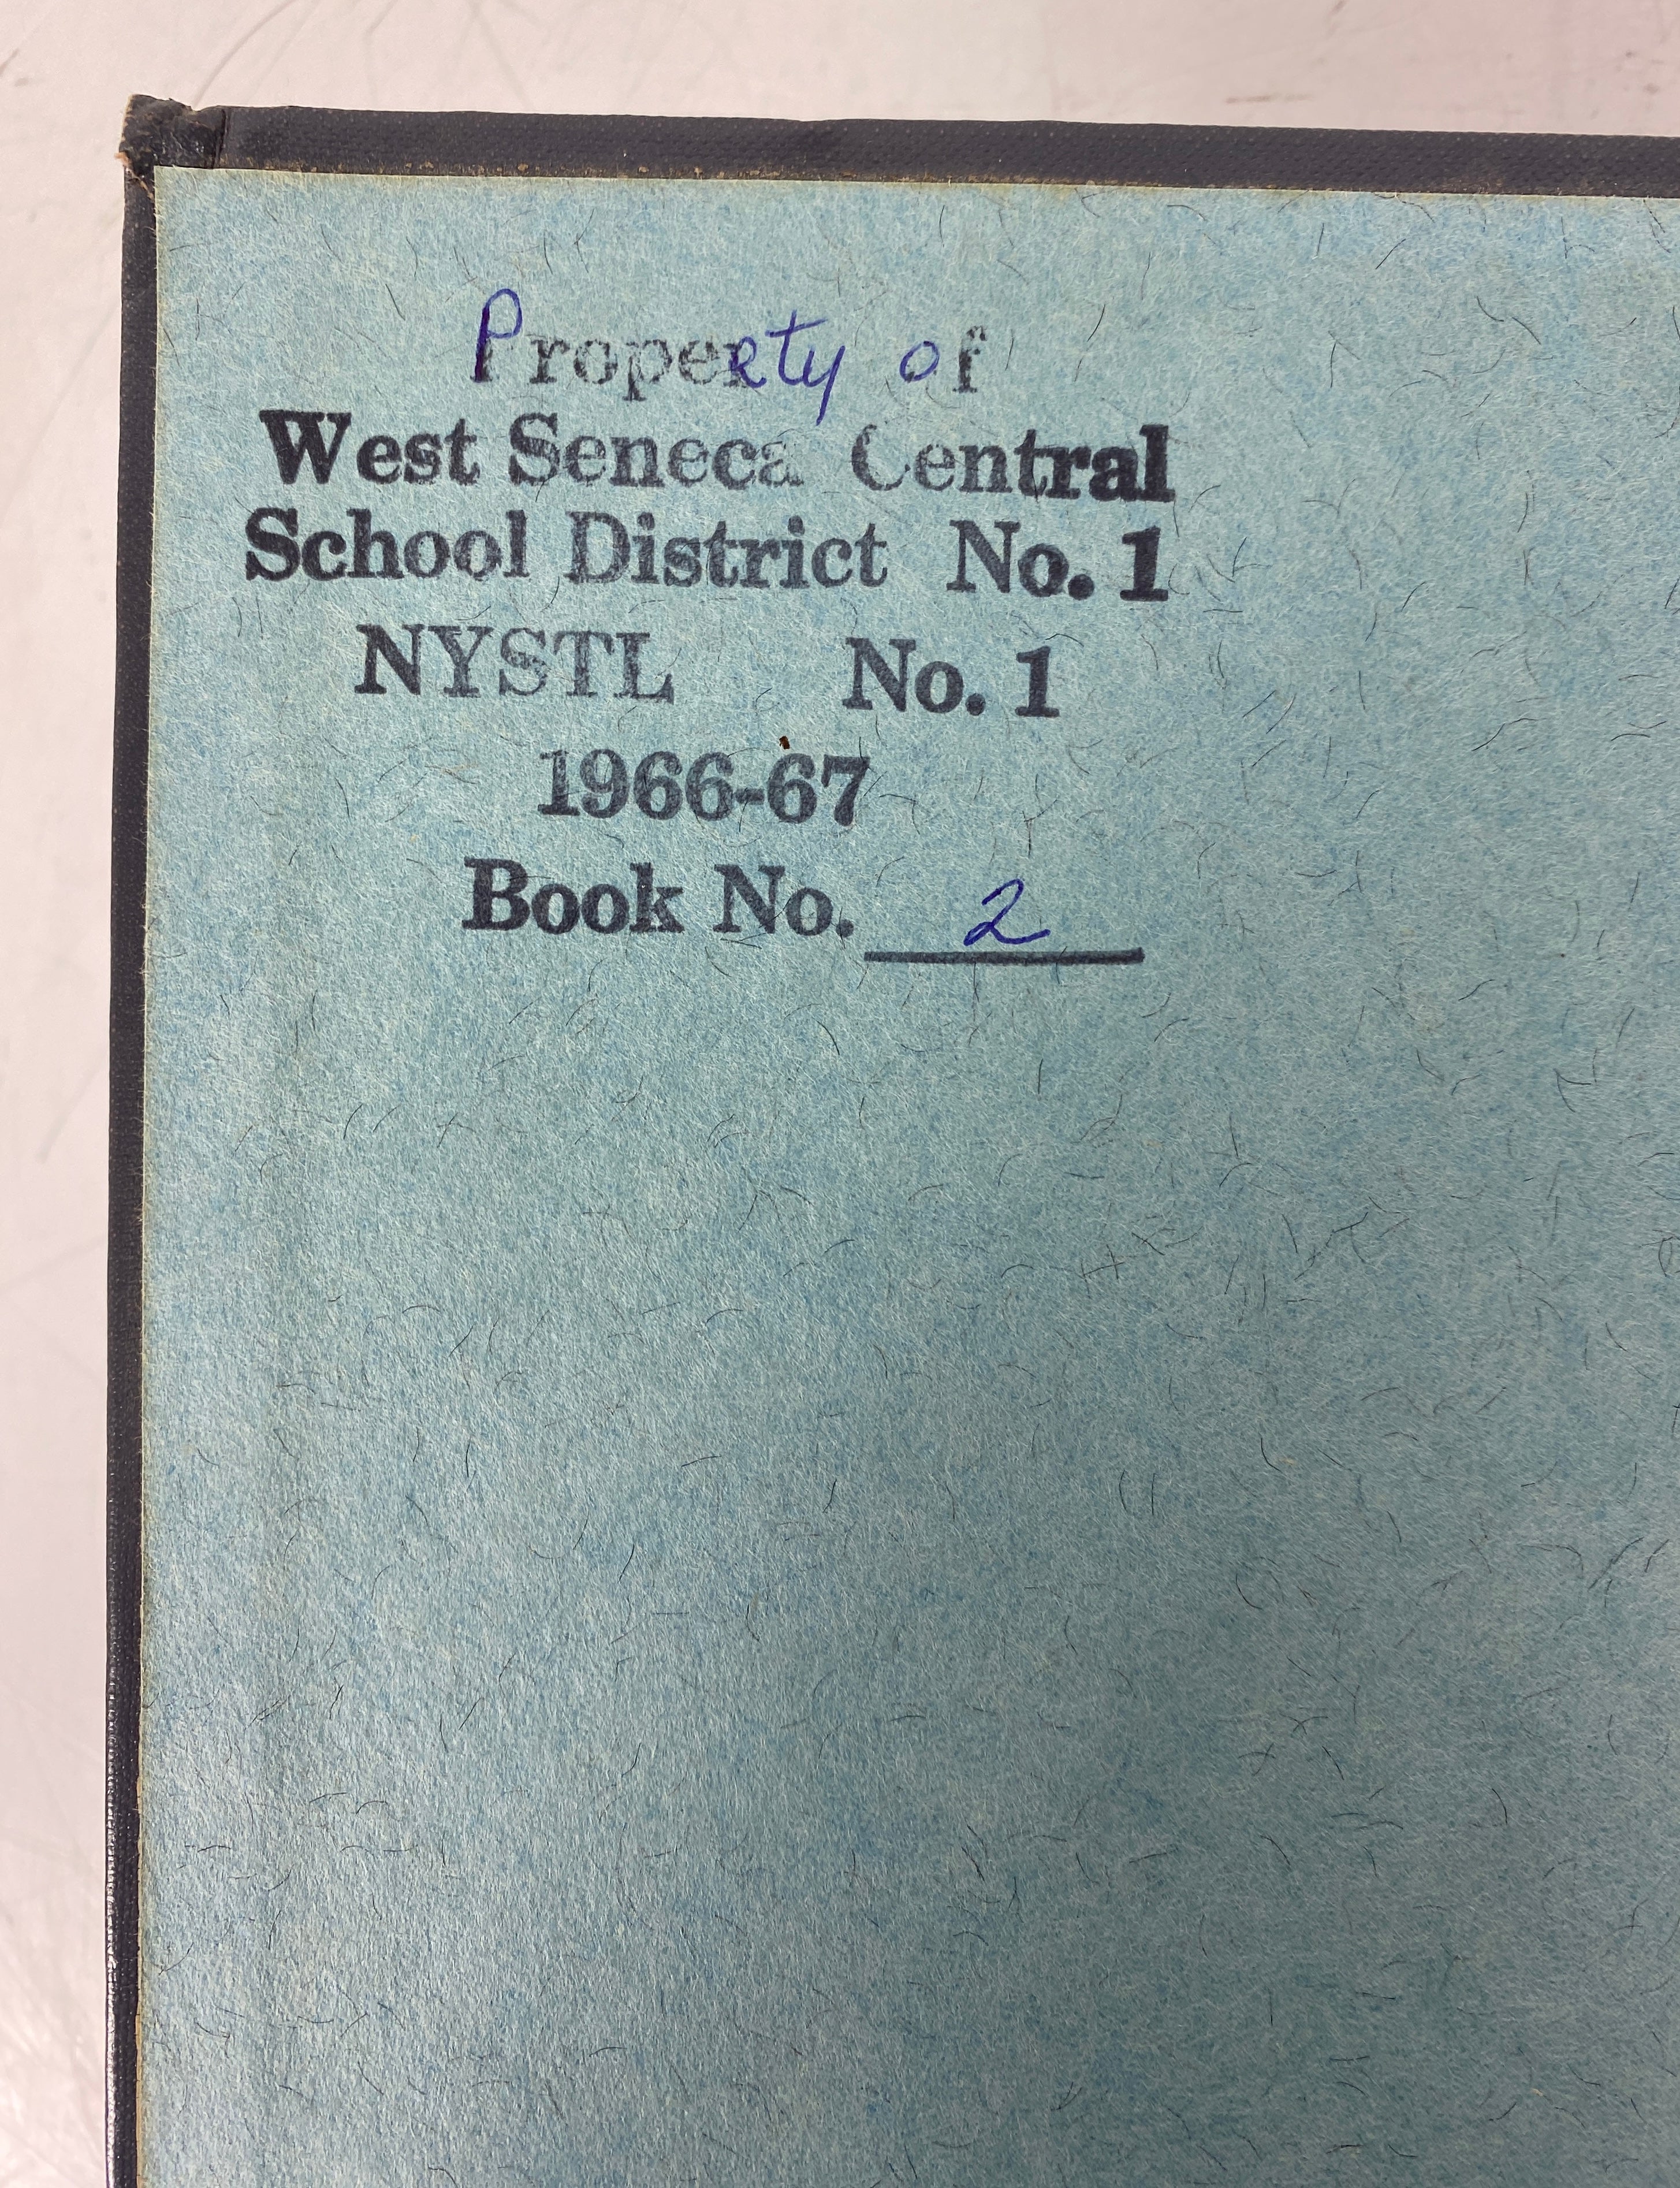 Property of
West Seneca Central
School District No. 1
NYSTL No. 1
1966-67
Book No. 2